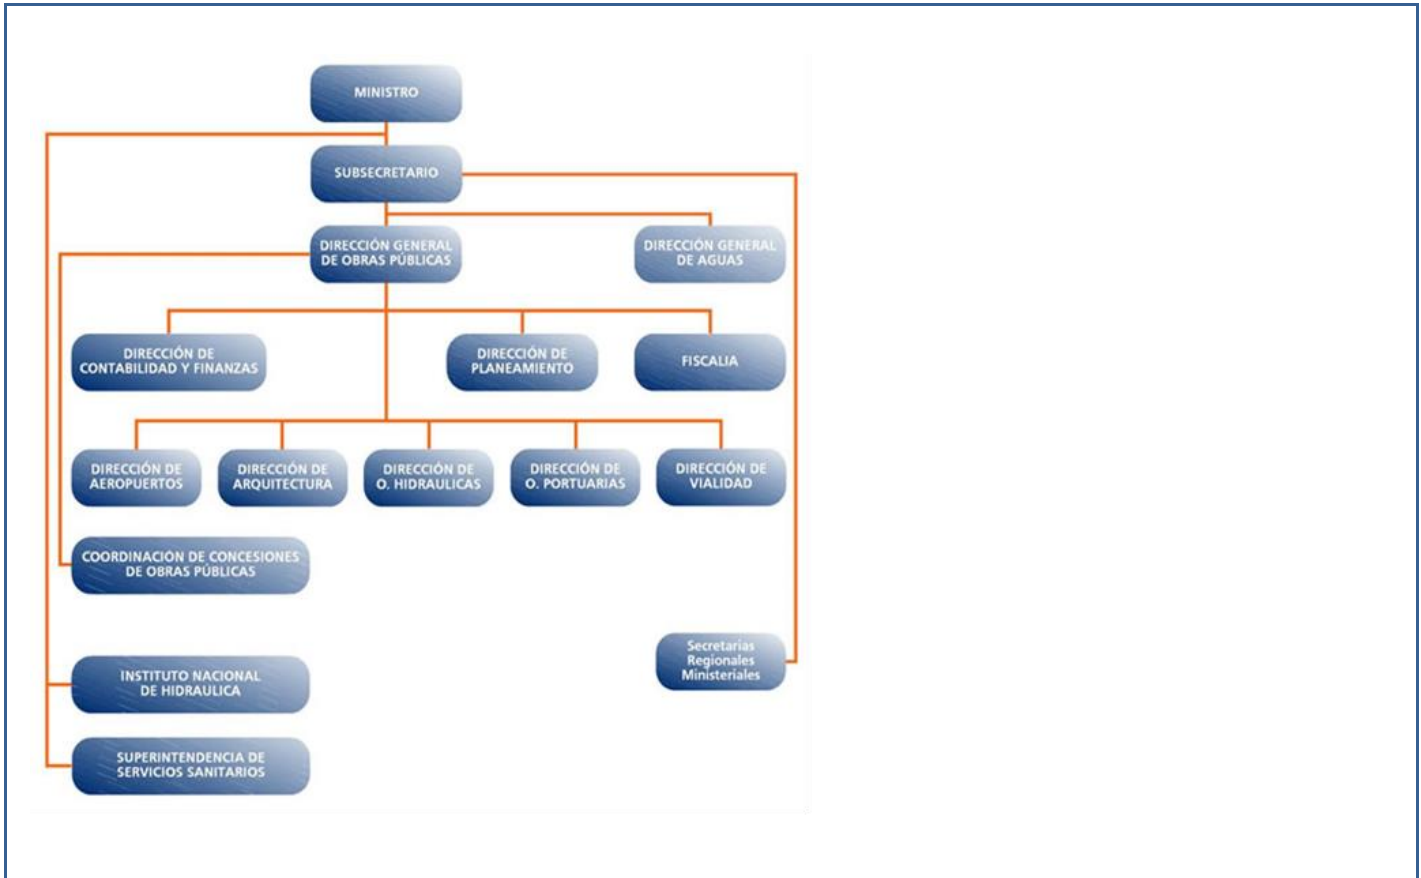 MINISTRO
SUBSECRETARIO
DIRECCIÓN GENERAL
DE OBRAS PÚBLICAS
DIRECCIÓN GENERAL
DE AGUAS
DIRECCIÓN DE
CONTABILIDAD Y FINANZAS
DIRECCIÓN DE
PLANEAMIENTO
FISCALIA
DIRECCIÓN DE
AEROPUERTOS
DIRECCIÓN DE
ARQUITECTURA
DIRECCIÓN DE
O. HIDRAULICAS
DIRECCIÓN DE
O. PORTUARIAS
DIRECCIÓN DE
VIALIDAD
COORDINACIÓN DE CONCESIONES
DE OBRAS PÚBLICAS
Secretarias
Regionales
Ministeriales
INSTITUTO NACIONAL
DE HIDRAULICA
SUPERINTENDENCIA DE
SERVICIOS SANITARIOS